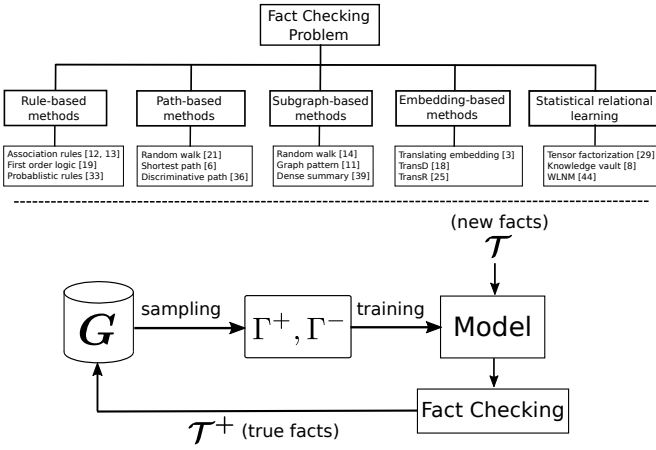 Fact Checking
Problem
Rule-based
methods
Path-based
methods
Subgraph-based
methods
Embedding-based
methods
Statistical relational
learning
Association rules [12, 13]
First order logic [19]
Probablistic rules [33]
Random walk [21]
Shortest path [6]
Discriminative path [36]
Random walk [14]
Graph pattern [11]
Dense summary [39]
Translating embedding [3]
TransD [18]
TransR [25]
Tensor factorization [29]
Knowledge vault [8]
WLNM [44]
(new facts)
𝒯
G
sampling
Γ⁺, Γ⁻
training
Model
Fact Checking
𝒯⁺ (true facts)